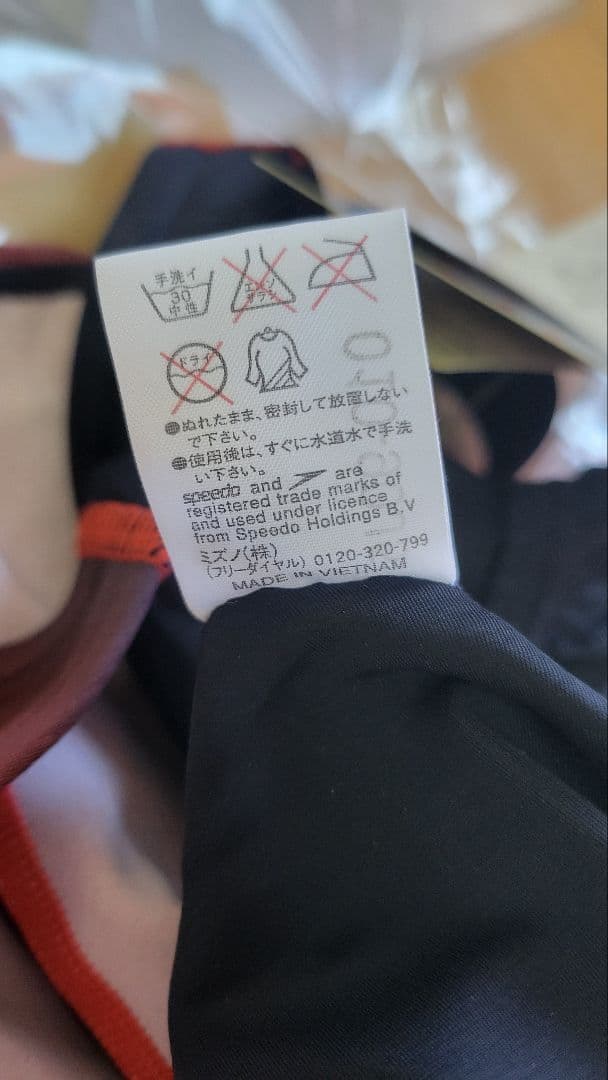 手洗イ
30
中性
エンソ
サラシ
ドライ
●ぬれたまま、密封して放置しない
で下さい。
●使用後は、すぐに水道水で手洗
い下さい。
speedo and are
registered trade marks of
and used under licence
from Speedo Holdings B.V
ミズノ(株)
(フリーダイヤル) 0120-320-799
MADE IN VIETNAM